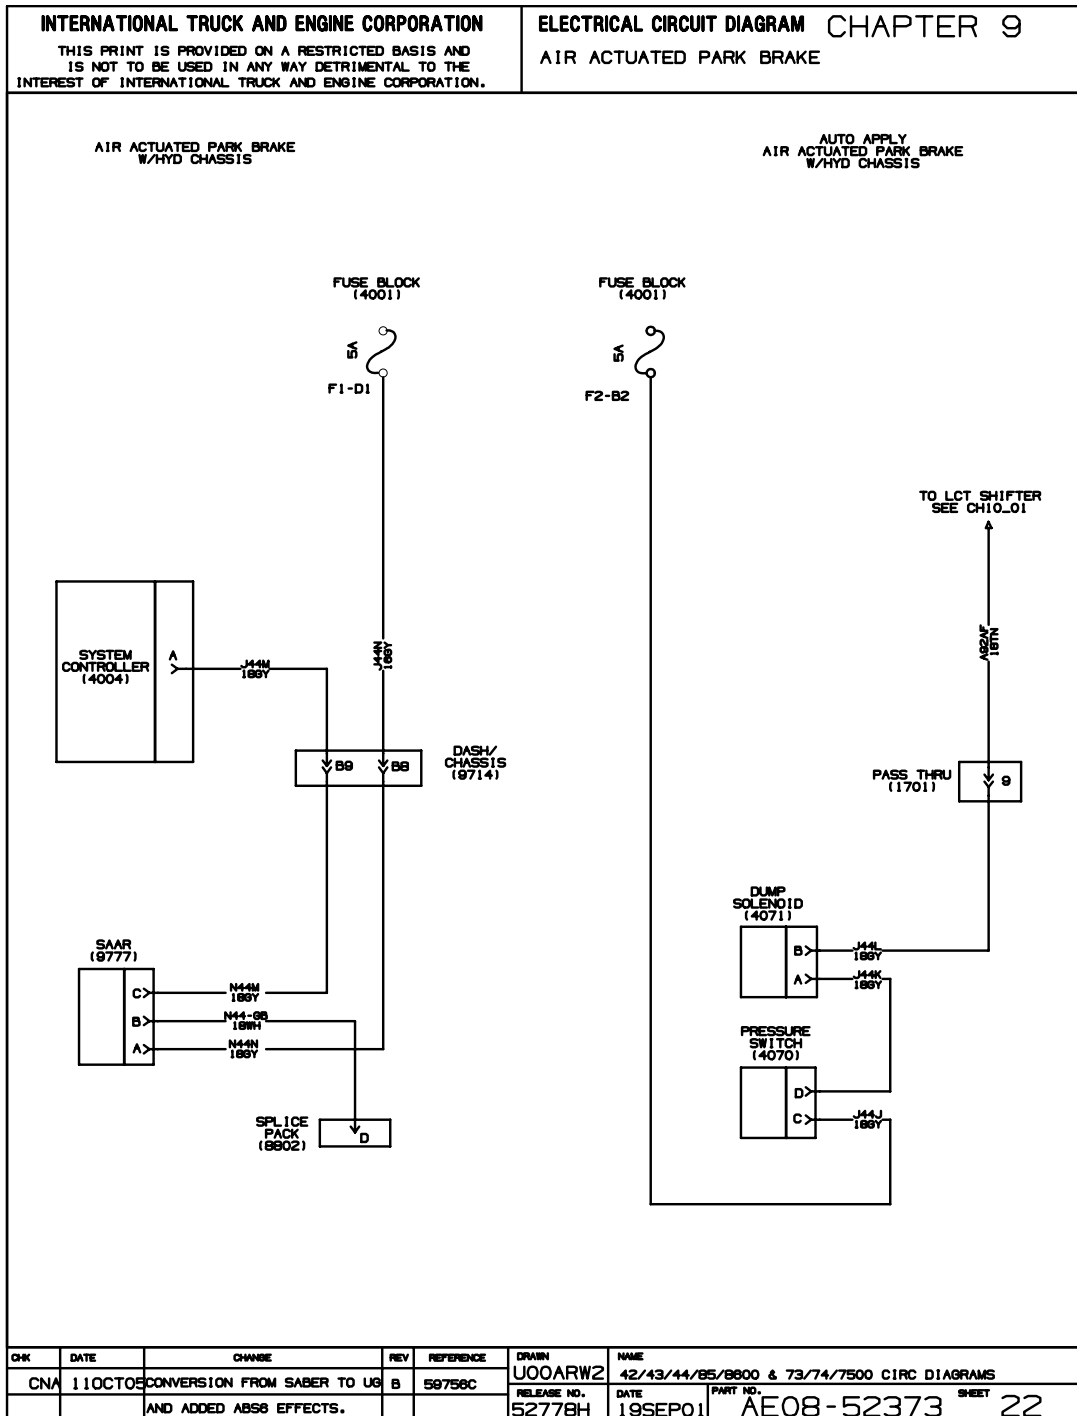 INTERNATIONAL TRUCK AND ENGINE CORPORATION
THIS PRINT IS PROVIDED ON A RESTRICTED BASIS AND
IS NOT TO BE USED IN ANY WAY DETRIMENTAL TO THE
INTEREST OF INTERNATIONAL TRUCK AND ENGINE CORPORATION.
ELECTRICAL CIRCUIT DIAGRAM CHAPTER 9
AIR ACTUATED PARK BRAKE
AIR ACTUATED PARK BRAKE
W/HYD CHASSIS
AUTO APPLY
AIR ACTUATED PARK BRAKE
W/HYD CHASSIS
FUSE BLOCK
(4001)
5A
F1-D1
FUSE BLOCK
(4001)
5A
F2-B2
TO LCT SHIFTER
SEE CH10_01
SYSTEM
CONTROLLER
(4004)
A
J44M
18GY
J44N
18GY
A92AF
18TN
B9
B8
DASH/
CHASSIS
(9714)
PASS THRU
(1701)
9
DUMP
SOLENOID
(4071)
B
J44L
18GY
A
J44K
18GY
SAAR
(9777)
C
N44M
18GY
B
N44-GB
18WH
A
N44N
18GY
PRESSURE
SWITCH
(4070)
D
C
J44J
18GY
SPLICE
PACK
(8802)
D
CHK DATE CHANGE REV REFERENCE
CNA 11OCT05 CONVERSION FROM SABER TO UG B 59756C
AND ADDED ABS6 EFFECTS.
DRAWN
U00ARW2
NAME
42/43/44/85/8600 & 73/74/7500 CIRC DIAGRAMS
RELEASE NO.
52778H
DATE
19SEP01
PART NO.
AE08-52373
SHEET
22